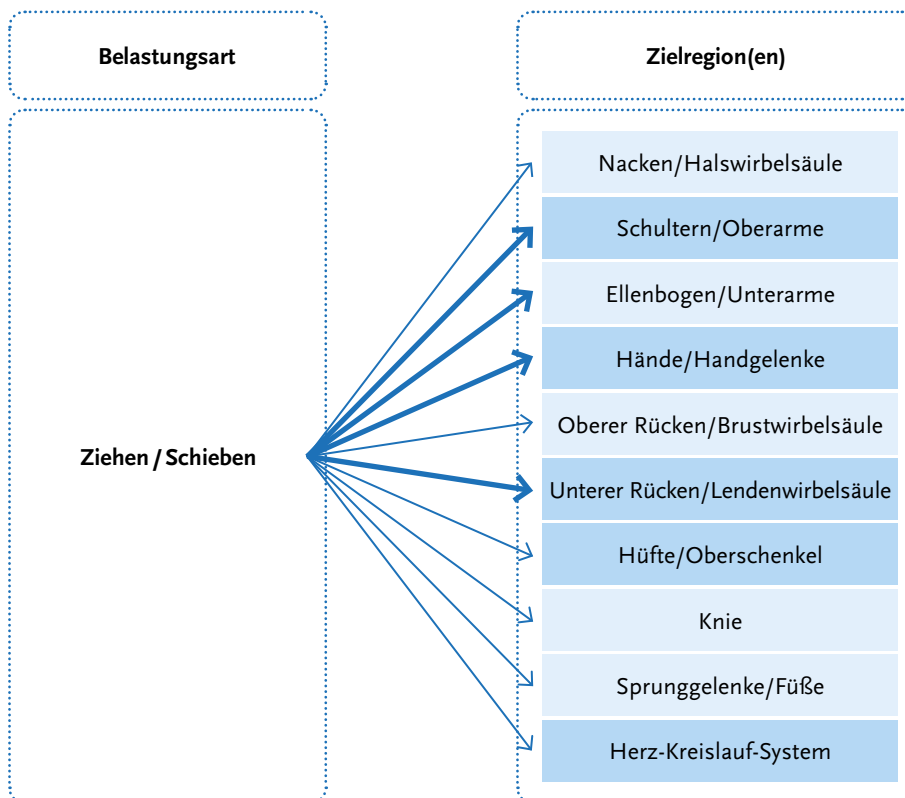 Belastungsart
Zielregion(en)
Ziehen / Schieben
Nacken/Halswirbelsäule
Schultern/Oberarme
Ellenbogen/Unterarme
Hände/Handgelenke
Oberer Rücken/Brustwirbelsäule
Unterer Rücken/Lendenwirbelsäule
Hüfte/Oberschenkel
Knie
Sprunggelenke/Füße
Herz-Kreislauf-System